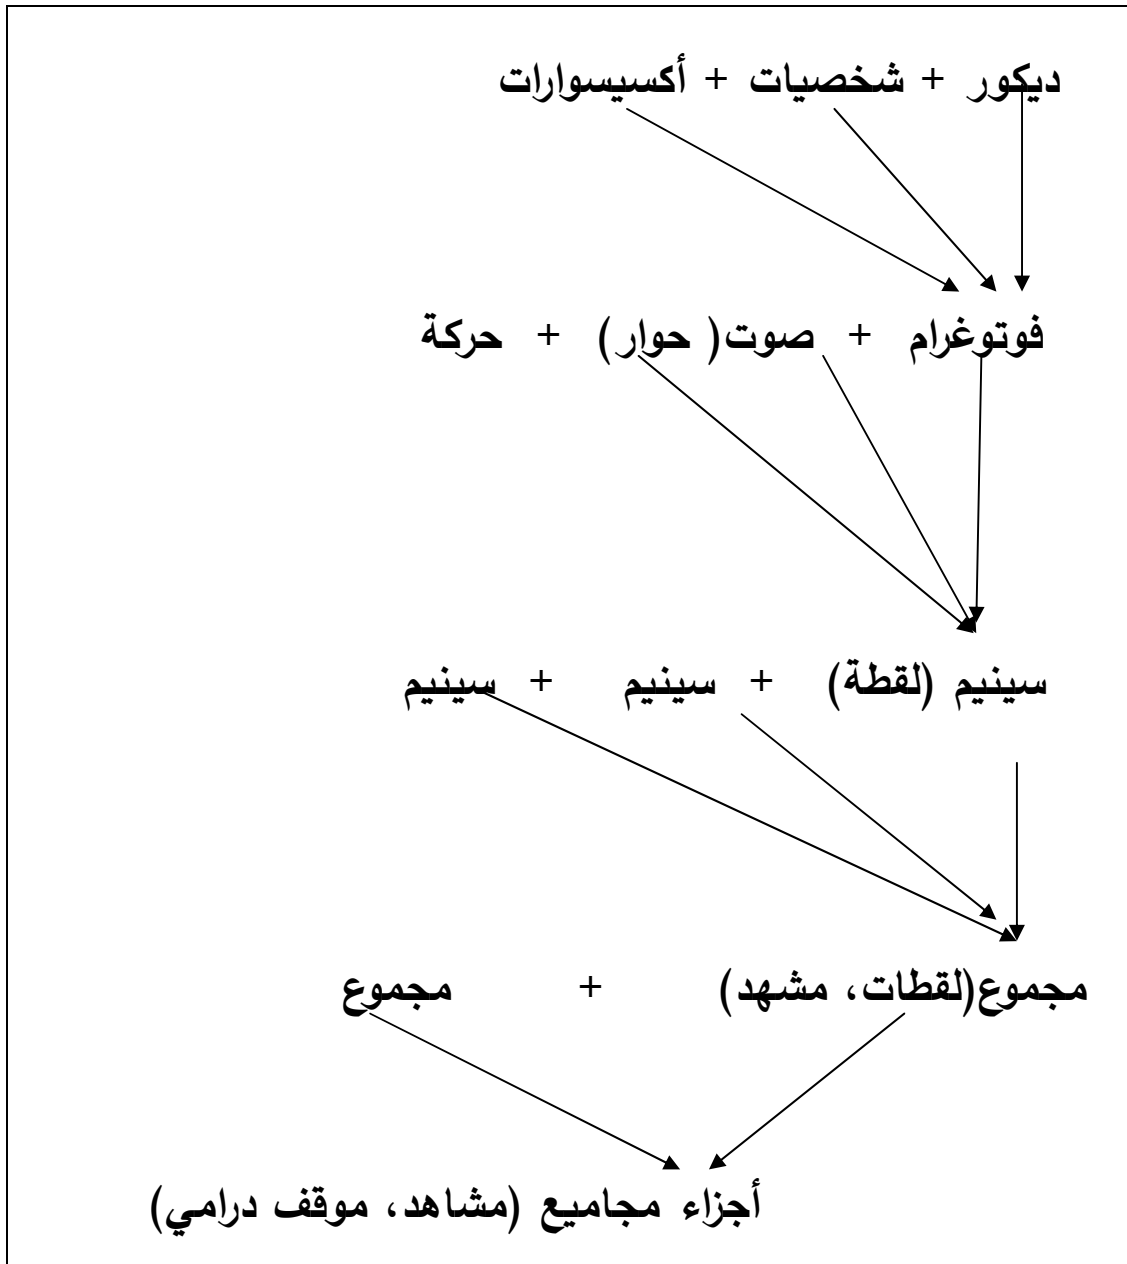 ديكور + شخصيات + أكسيسوارات
فوتوغرام + صوت( حوار) + حركة
سينيم (لقطة) + سينيم + سينيم
مجموع(لقطات، مشهد) + مجموع
أجزاء مجاميع (مشاهد، موقف درامي)